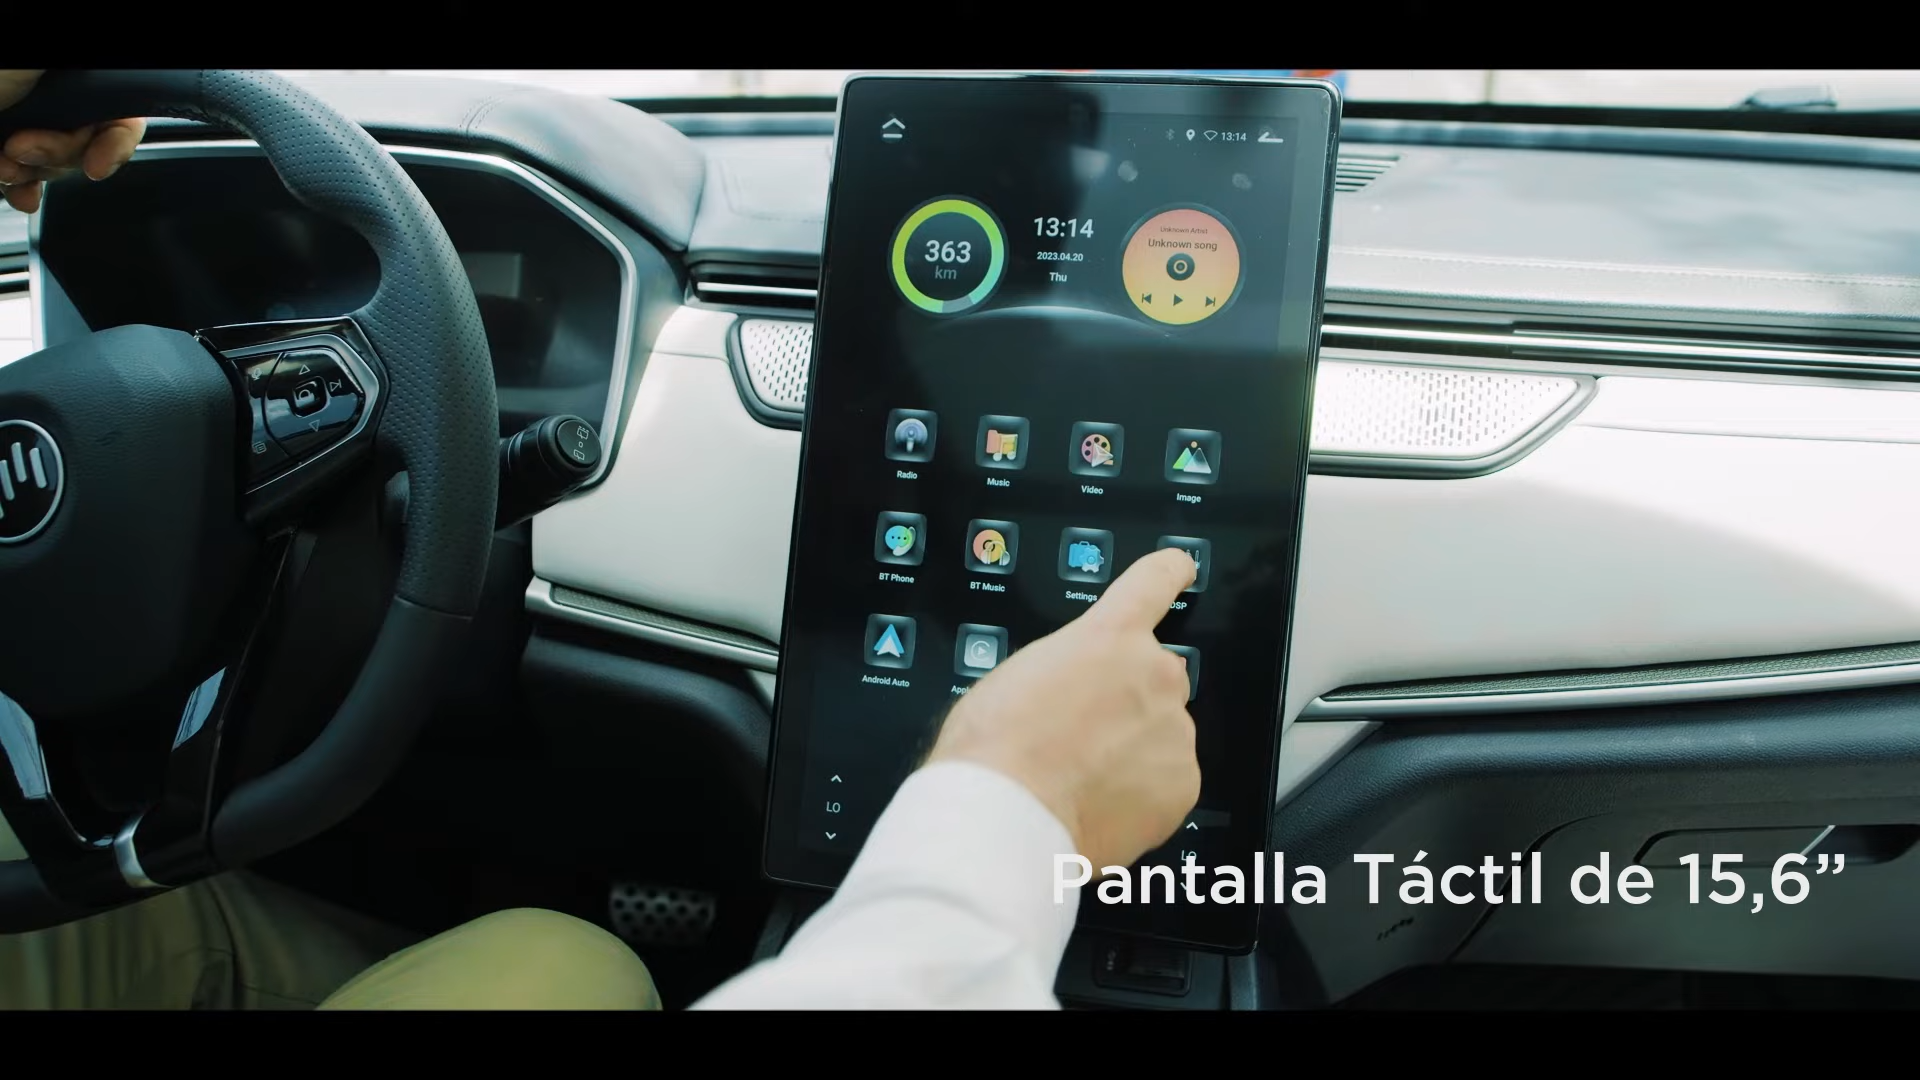 13:14
363
km
13:14
2023.04.20
Thu
Unknown Artist
Unknown song
Radio
Music
Video
Image
BT Phone
BT Music
Settings
DSP
Android Auto
LO
LO
Pantalla Táctil de 15,6”